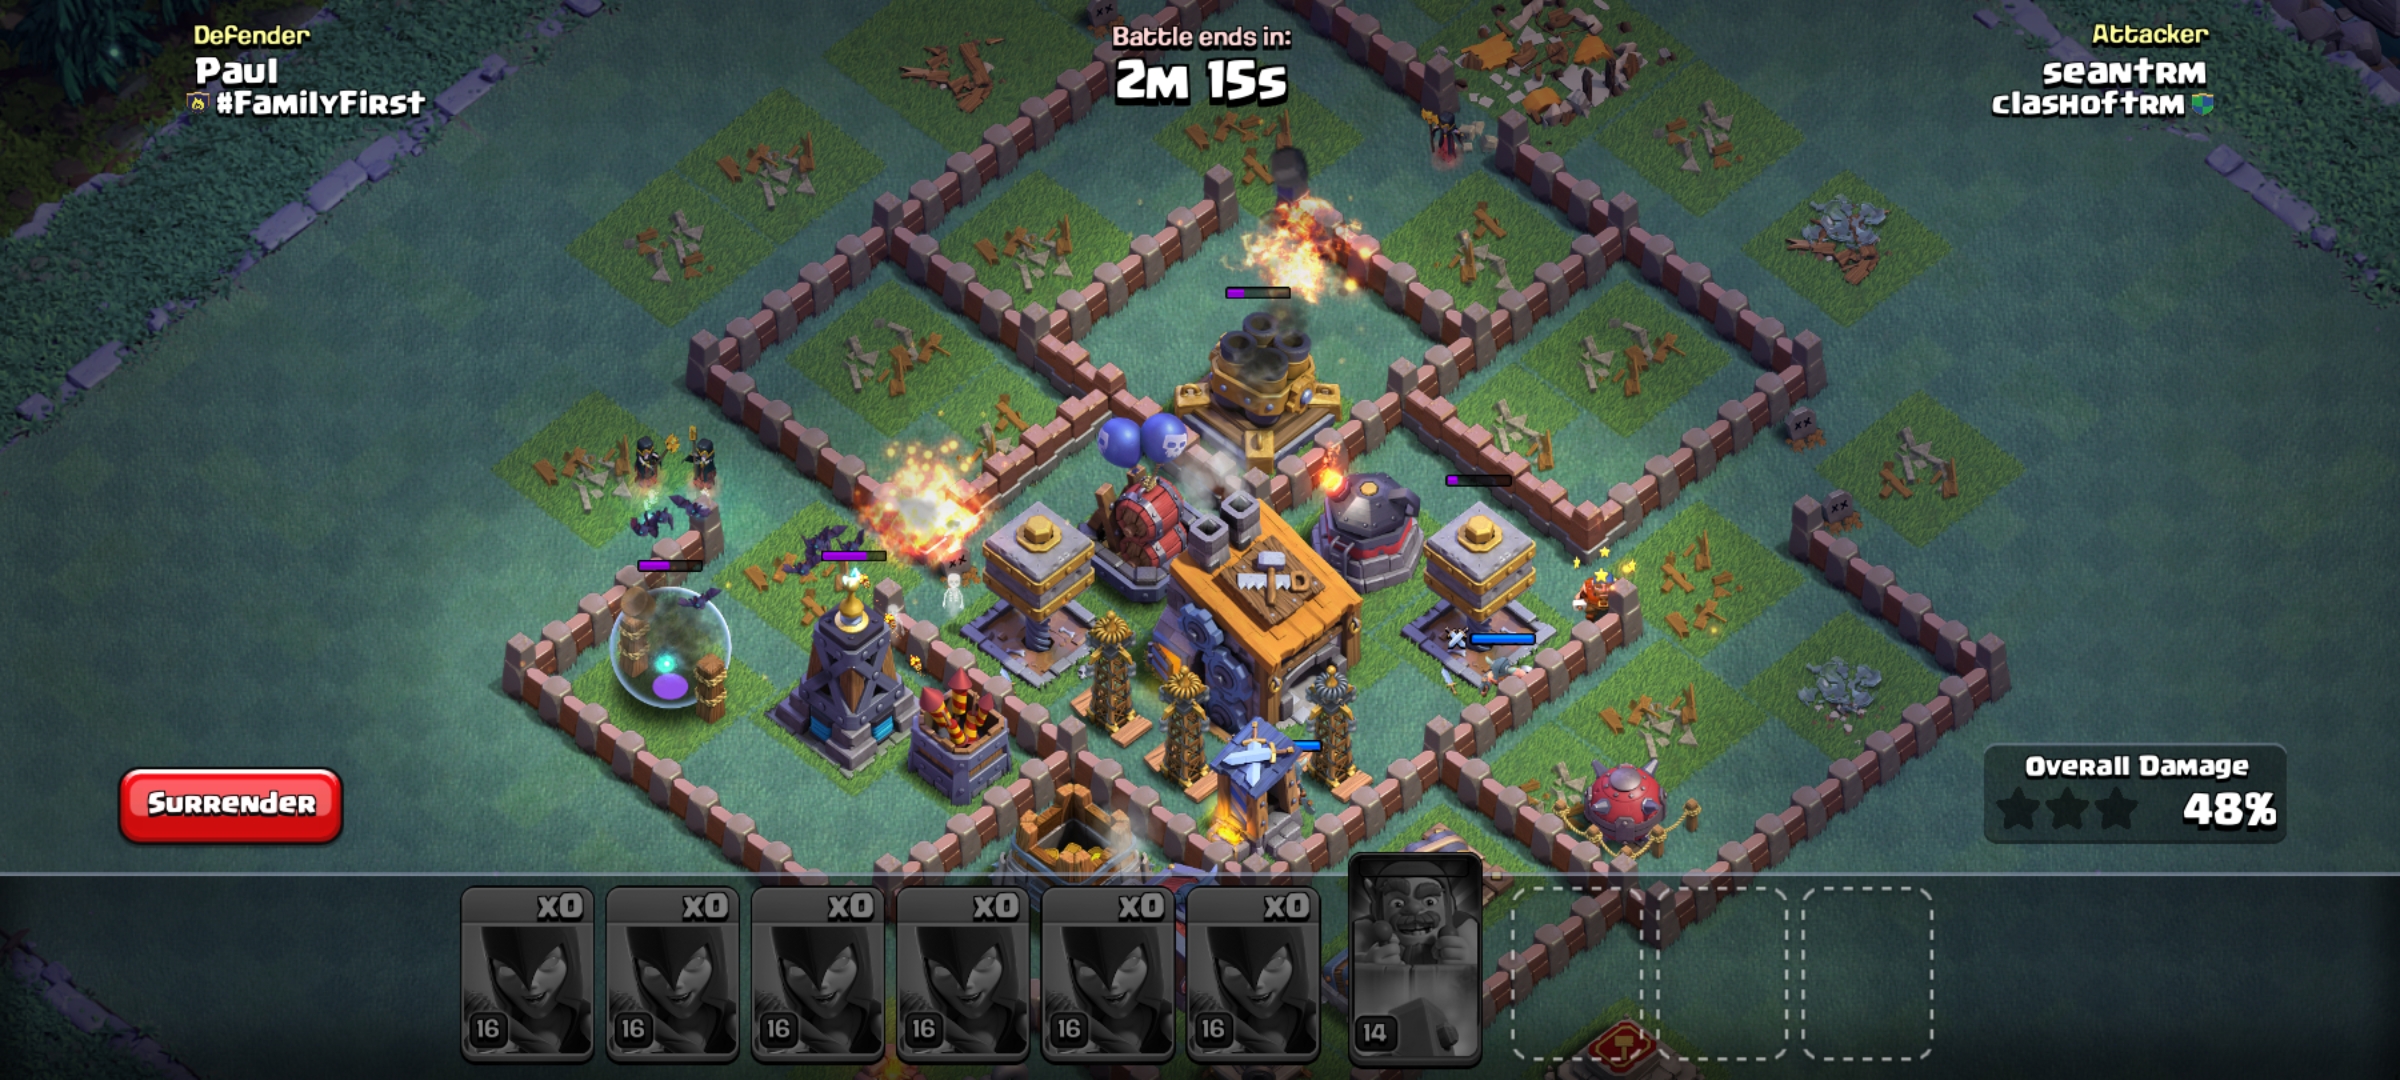 Defender
Paul
#FamilyFirst
Battle ends in:
2M 15s
Attacker
seantRM
clashoftRM
Surrender
Overall Damage
48%
x0
x0
x0
x0
x0
x0
16
16
16
16
16
16
14